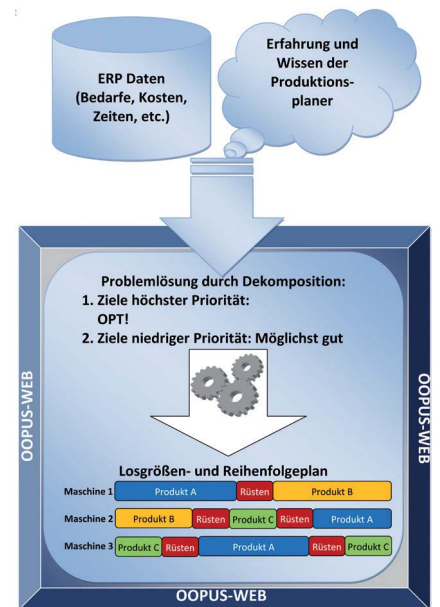 ERP Daten
(Bedarfe, Kosten,
Zeiten, etc.)
Erfahrung und
Wissen der
Produktions-
planer
Problemlösung durch Dekomposition:
1. Ziele höchster Priorität:
OPT!
2. Ziele niedriger Priorität: Möglichst gut
Losgrößen- und Reihenfolgeplan
Maschine 1 Produkt A Rüsten Produkt B
Maschine 2 Produkt B Rüsten Produkt C Rüsten Produkt A
Maschine 3 Produkt C Rüsten Produkt A Rüsten Produkt C
OOPUS-WEB
OOPUS-WEB
OOPUS-WEB